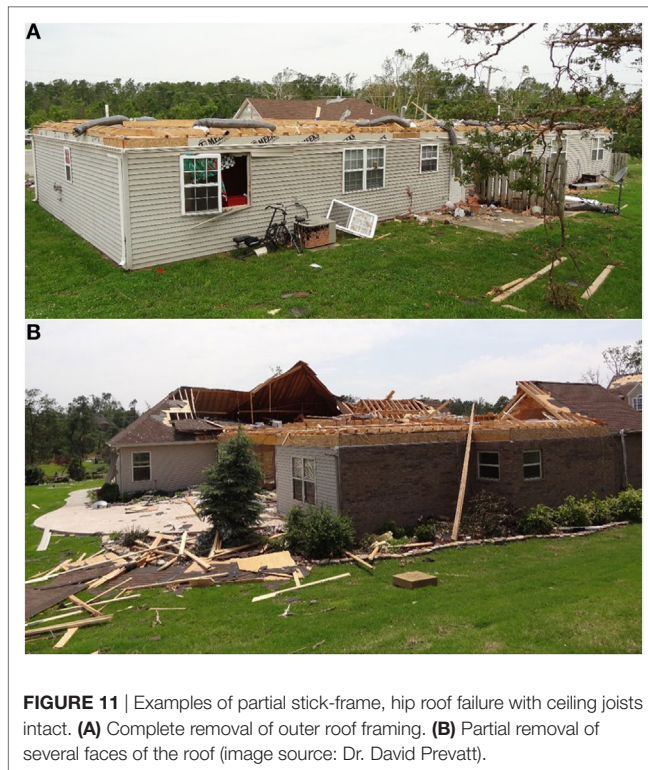 A
B
FIGURE 11 | Examples of partial stick-frame, hip roof failure with ceiling joists
intact. (A) Complete removal of outer roof framing. (B) Partial removal of
several faces of the roof (image source: Dr. David Prevatt).